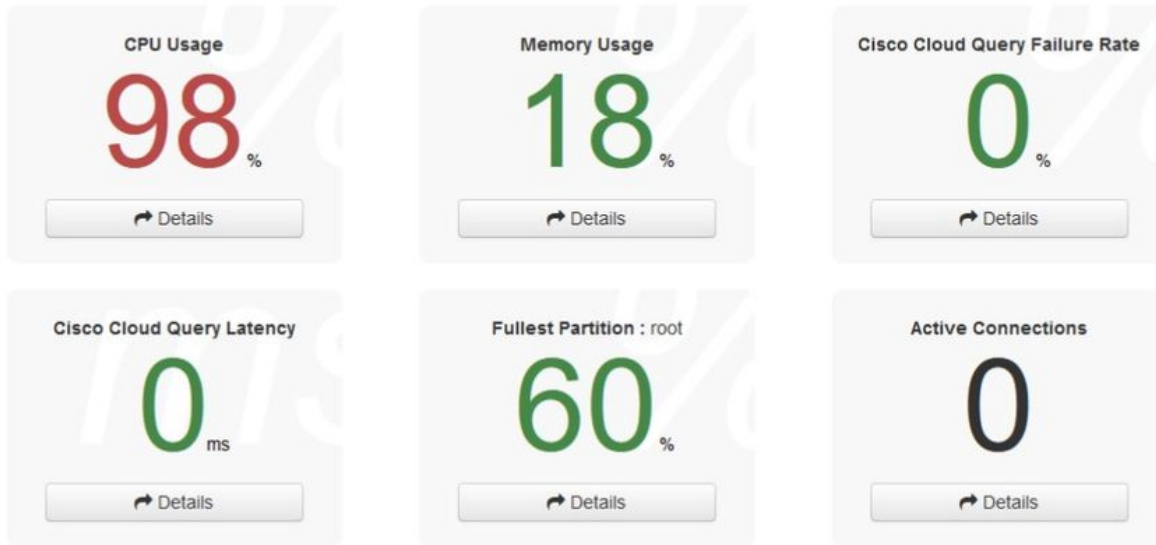 CPU Usage
98 %
Details
Memory Usage
18 %
Details
Cisco Cloud Query Failure Rate
0 %
Details
Cisco Cloud Query Latency
0 ms
Details
Fullest Partition : root
60 %
Details
Active Connections
0
Details
%
%
%
ms
%